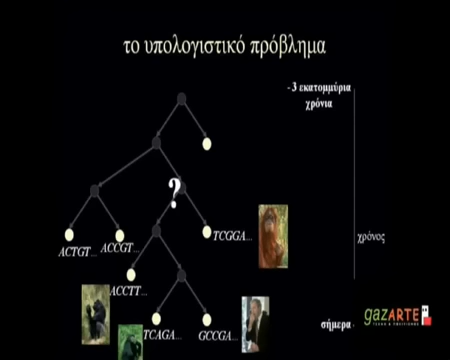 το υπολογιστικό πρόβλημα
- 3 εκατομμύρια
χρόνια
?
TCGGA...
ACTGT...
ACCGT...
χρόνος
ACCTT...
gazARTE
TCAGA...
GCCGA...
σήμερα